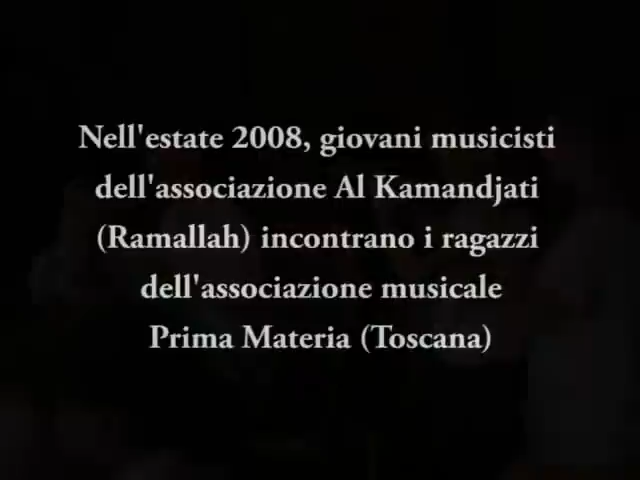 Nell'estate 2008, giovani musicisti
dell'associazione Al Kamandjati
(Ramallah) incontrano i ragazzi
dell'associazione musicale
Prima Materia (Toscana)